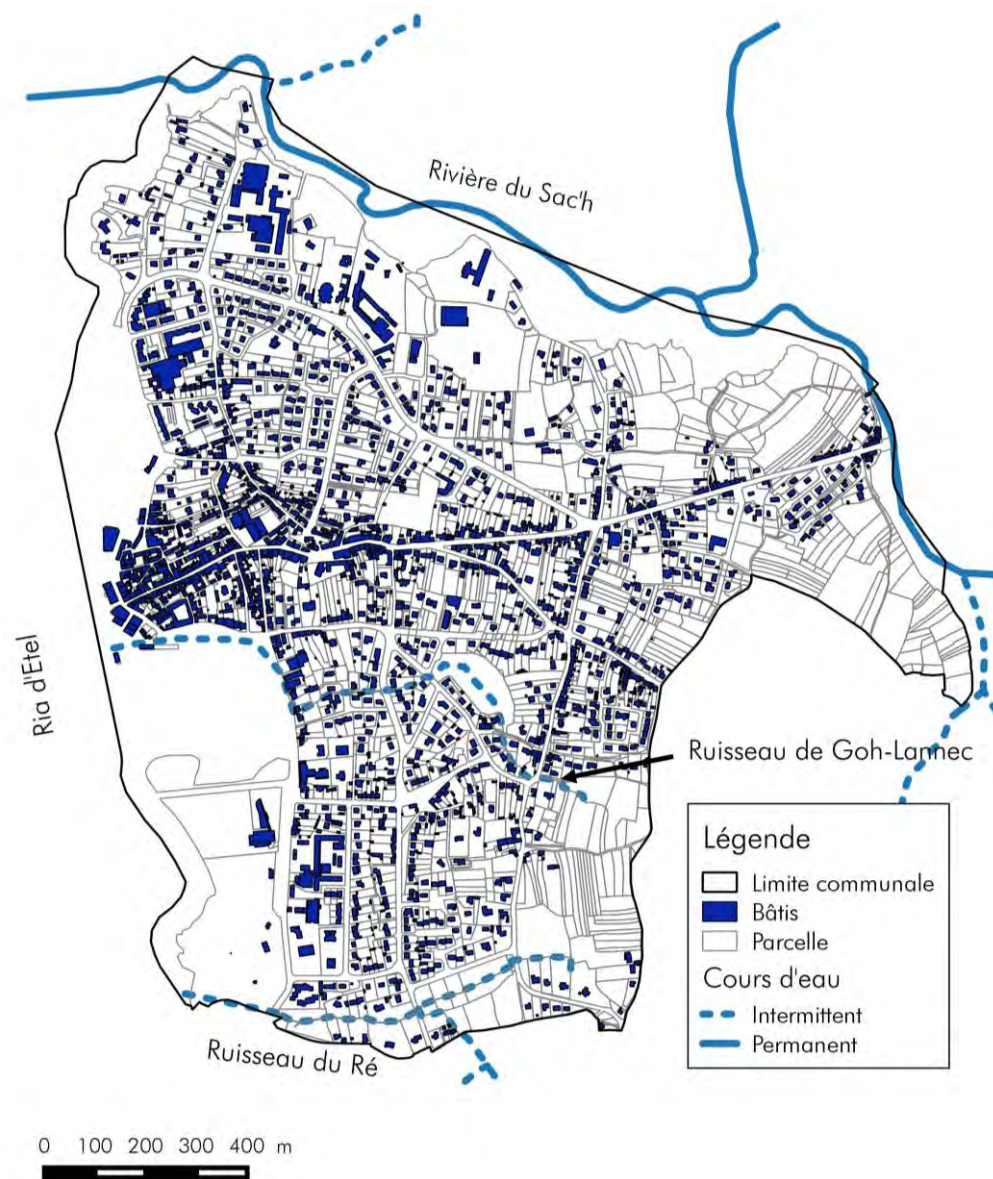 Rivière du Sac'h
Ria d'Etel
Ruisseau de Goh-Lannec
Légende
Limite communale
Bâtis
Parcelle
Cours d'eau
Intermittent
Permanent
Ruisseau du Ré
0 100 200 300 400 m